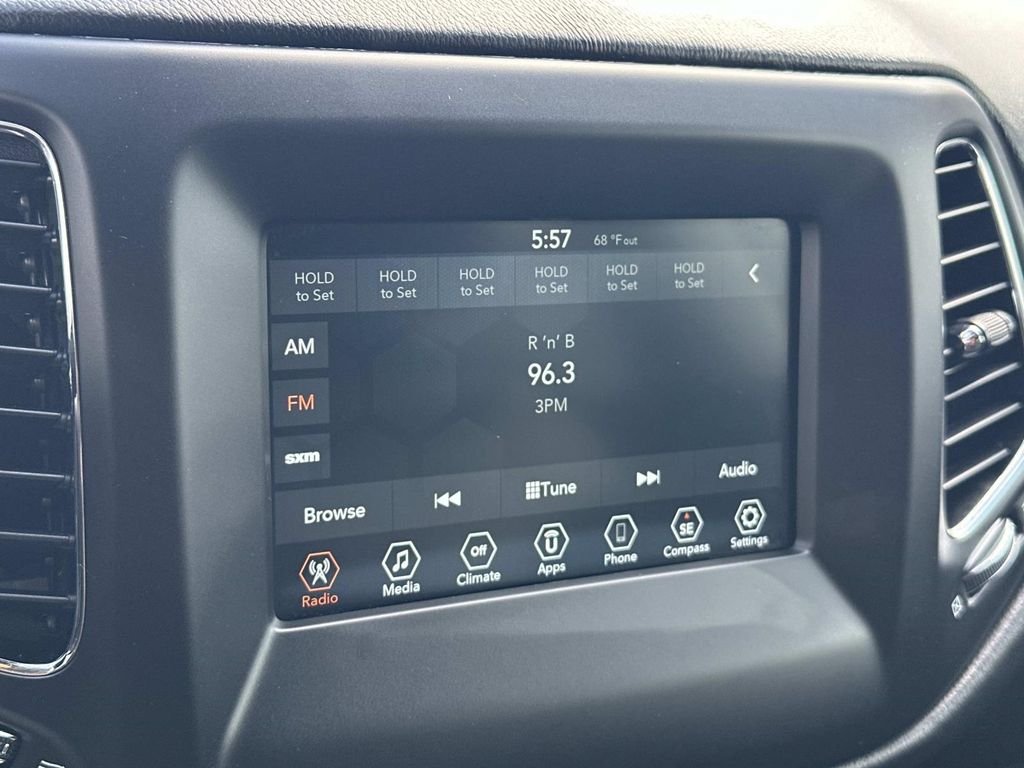 5:57 68 °F out
HOLD to Set HOLD to Set HOLD to Set HOLD to Set HOLD to Set HOLD to Set
AM
R 'n' B
96.3
FM
3PM
sxm
Browse Tune Audio
Radio Media Off Climate Apps Phone SE Compass Settings